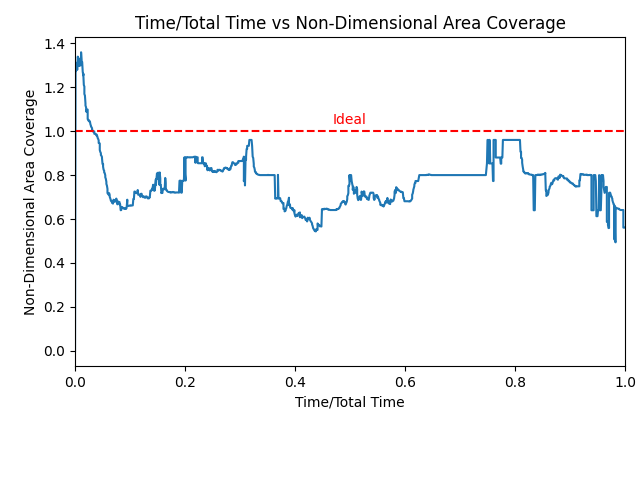 Time/Total Time vs Non-Dimensional Area Coverage
Non-Dimensional Area Coverage
1.4
1.2
1.0
0.8
0.6
0.4
0.2
0.0
Ideal
0.0 0.2 0.4 0.6 0.8 1.0
Time/Total Time